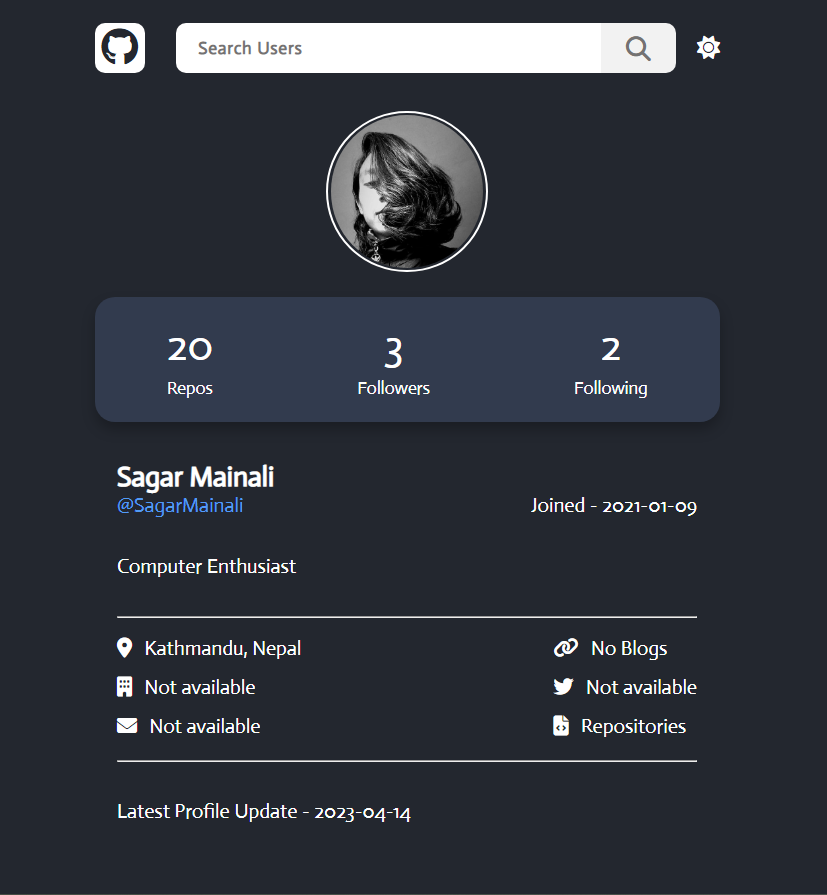 Search Users
20 3 2
Repos Followers Following
Sagar Mainali
@SagarMainali Joined - 2021-01-09
Computer Enthusiast
Kathmandu, Nepal No Blogs
Not available Not available
Not available Repositories
Latest Profile Update - 2023-04-14